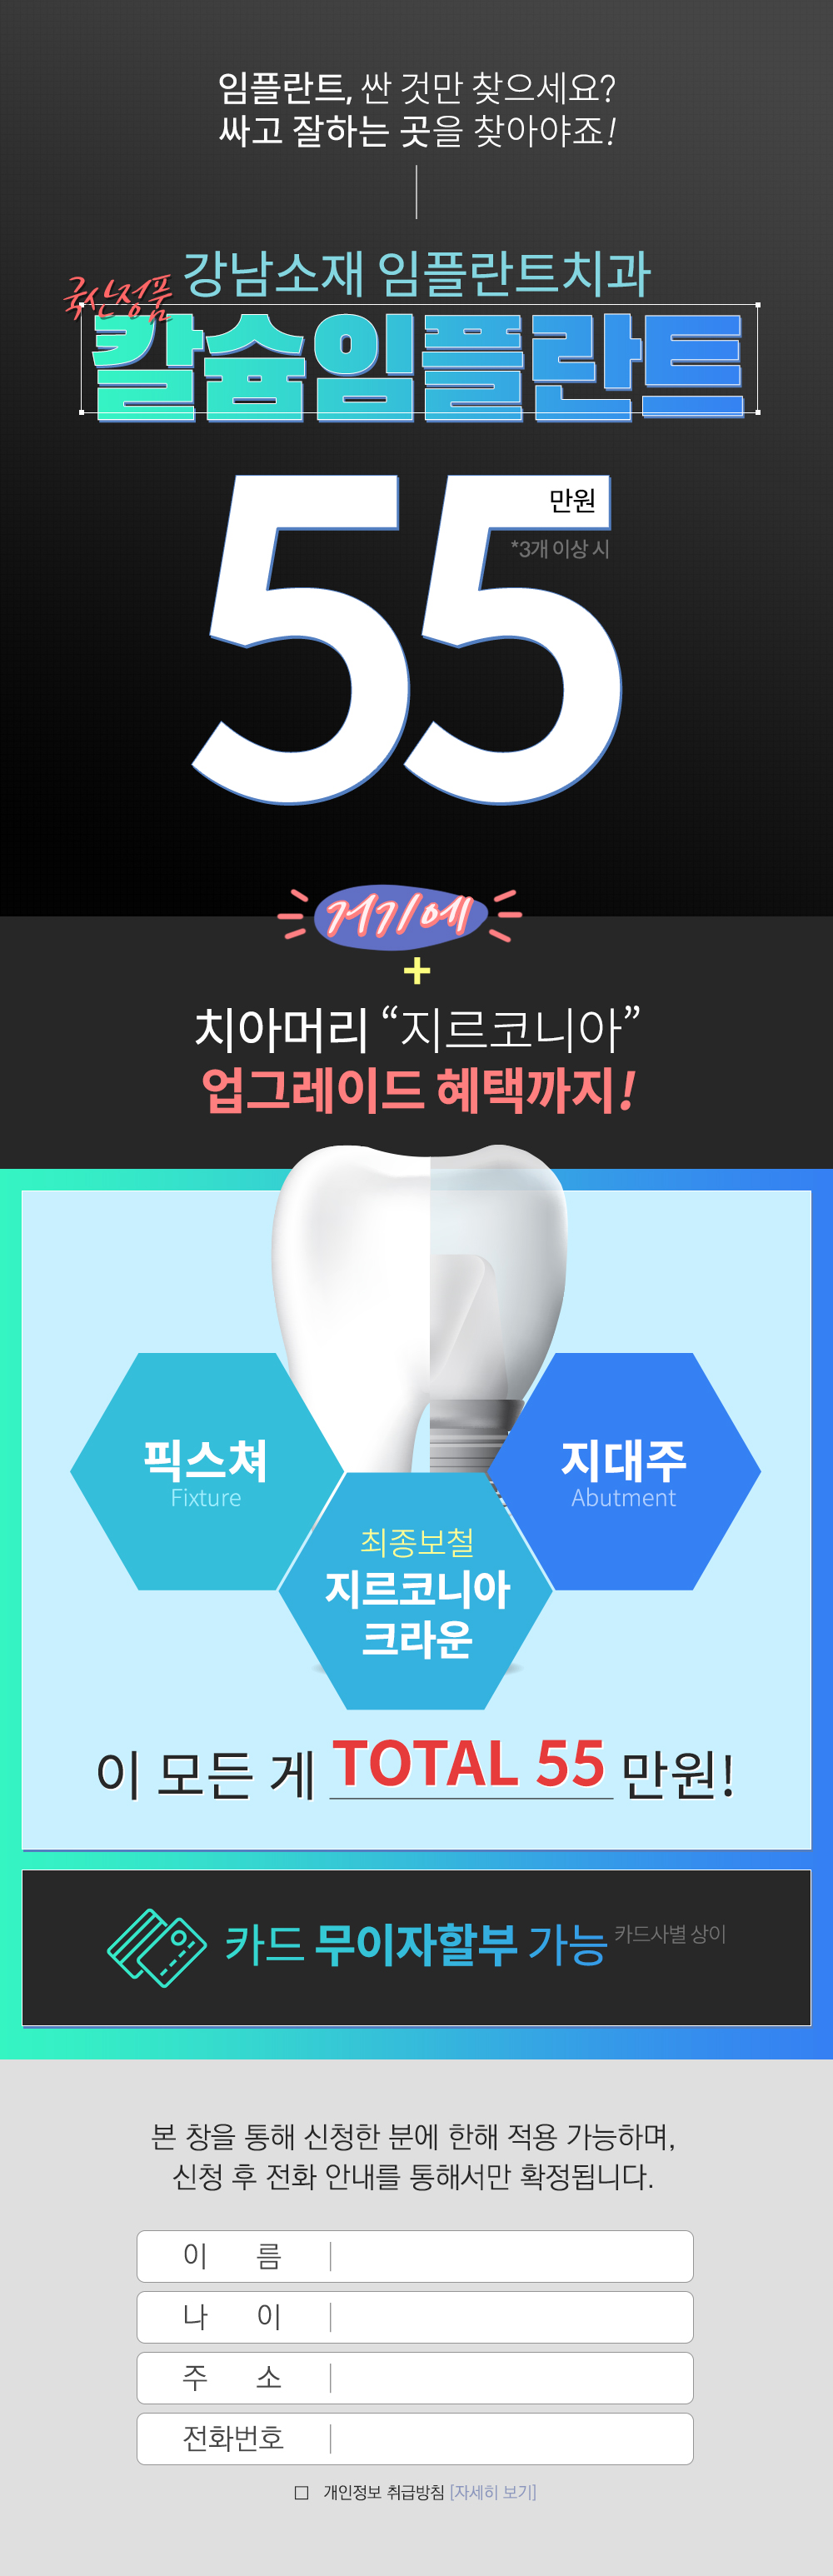 임플란트, 싼 것만 찾으세요?
싸고 잘하는 곳을 찾아야죠!
강남소재 임플란트치과
국산정품
칼슘임플란트
55
만원
*3개 이상 시
거기에
+
치아머리 “지르코니아”
업그레이드 혜택까지!
픽스쳐
Fixture
지대주
Abutment
최종보철
지르코니아
크라운
이 모든 게 TOTAL 55 만원!
카드 무이자할부 가능 카드사별 상이
본 창을 통해 신청한 분에 한해 적용 가능하며,
신청 후 전화 안내를 통해서만 확정됩니다.
이 름
나 이
주 소
전화번호
개인정보 취급방침 [자세히 보기]